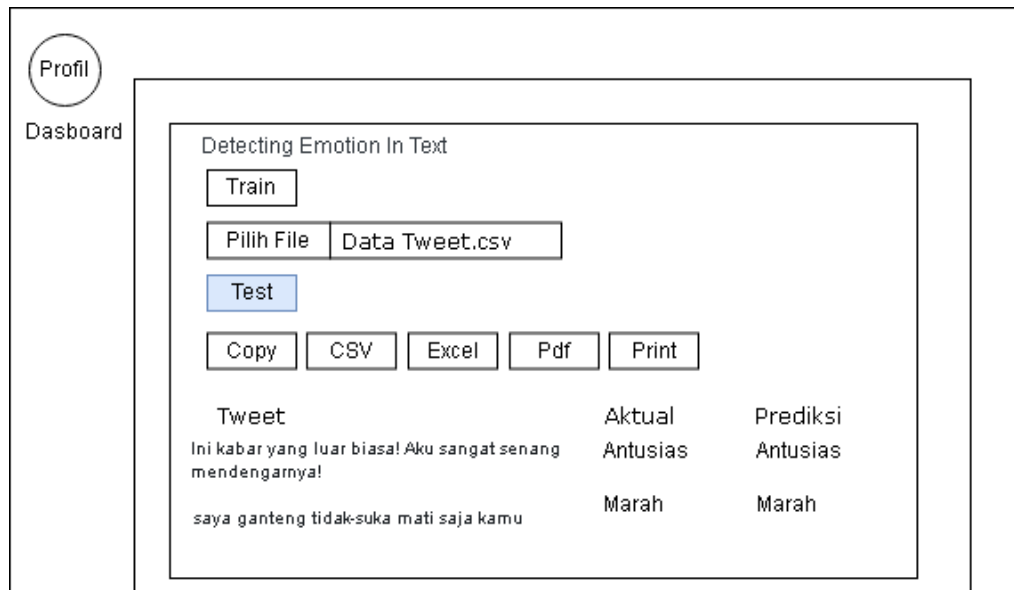 Profil
Dasboard
Detecting Emotion In Text
Train
Pilih File Data Tweet.csv
Test
Copy CSV Excel Pdf Print
Tweet Aktual Prediksi
Ini kabar yang luar biasa! Aku sangat senang Antusias Antusias
mendengarnya!
saya ganteng tidak-suka mati saja kamu Marah Marah